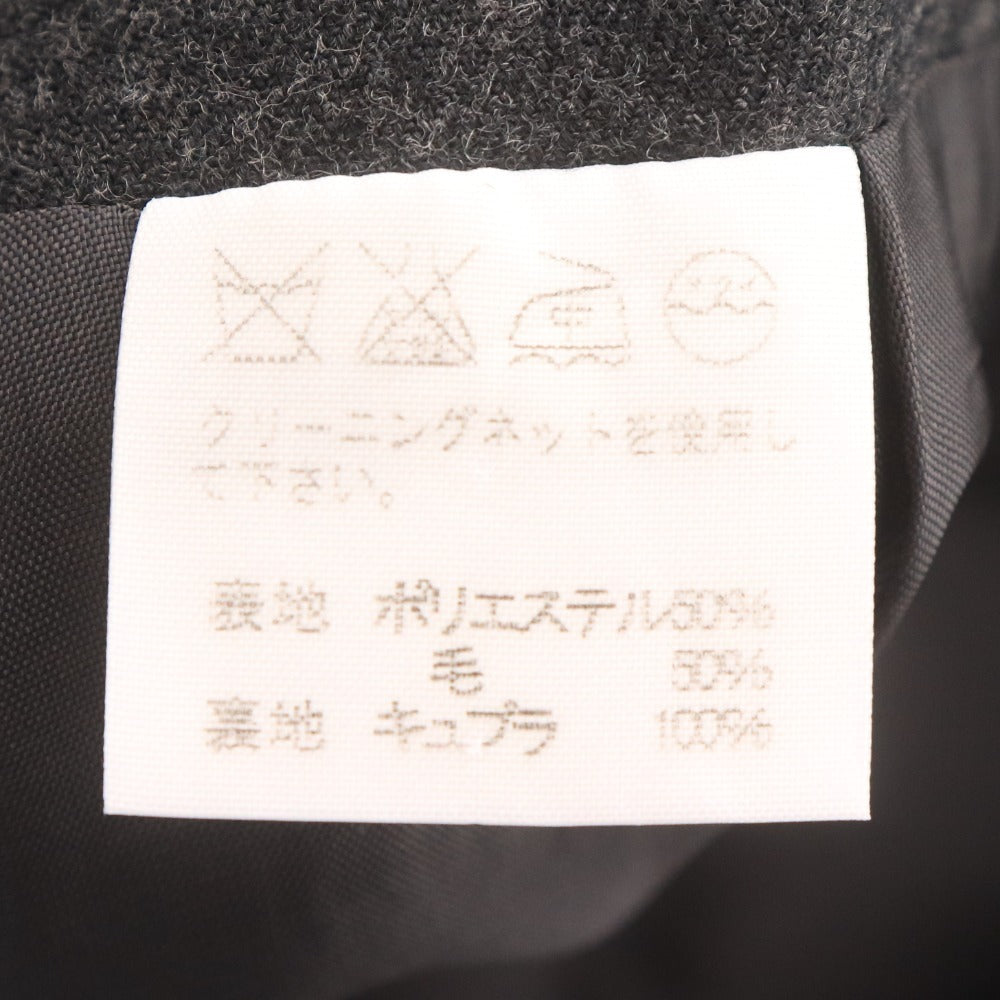 中
クリーニングネットを使用し
て下さい。
表地 ポリエステル50%
毛 50%
裏地 キュプラ 100%